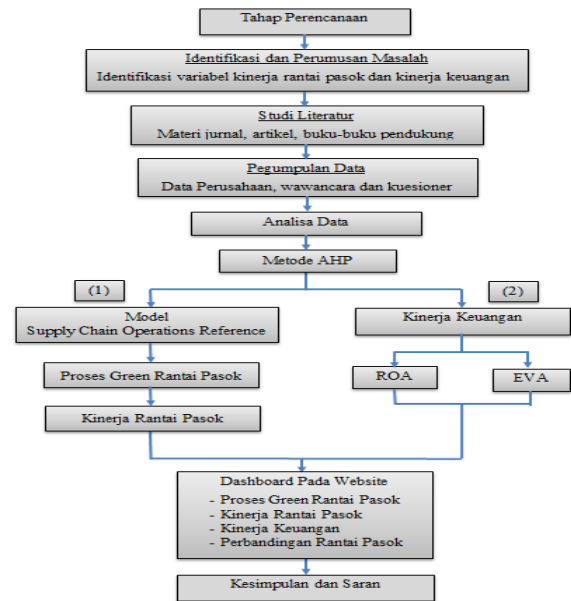 Tahap Perencanaan
Identifikasi dan Perumusan Masalah
Identifikasi variabel kinerja rantai pasok dan kinerja keuangan
Studi Literatur
Materi jurnal, artikel, buku-buku pendukung
Pegumpulan Data
Data Perusahaan, wawancara dan kuesioner
Analisa Data
Metode AHP
(1)
(2)
Model
Supply Chain Operations Reference
Kinerja Keuangan
Proses Green Rantai Pasok
ROA
EVA
Kinerja Rantai Pasok
Dashboard Pada Website
- Proses Green Rantai Pasok
- Kinerja Rantai Pasok
- Kinerja Keuangan
- Perbandingan Rantai Pasok
Kesimpulan dan Saran